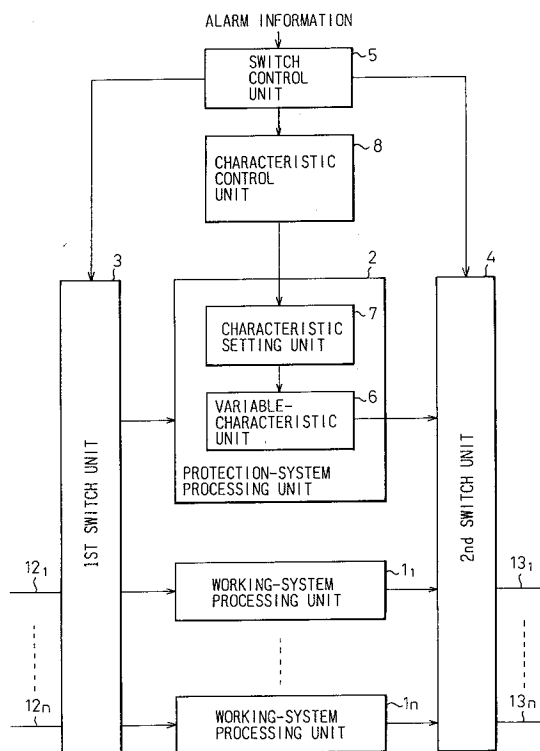 ALARM INFORMATION
SWITCH
CONTROL
UNIT
5
CHARACTERISTIC
CONTROL
UNIT
8
3
2
4
CHARACTERISTIC
SETTING UNIT
7
VARIABLE-
CHARACTERISTIC
UNIT
6
PROTECTION-SYSTEM
PROCESSING UNIT
1ST SWITCH UNIT
2nd SWITCH UNIT
12₁
WORKING-SYSTEM
PROCESSING UNIT
1₁
13₁
12n
WORKING-SYSTEM
PROCESSING UNIT
1n
13n